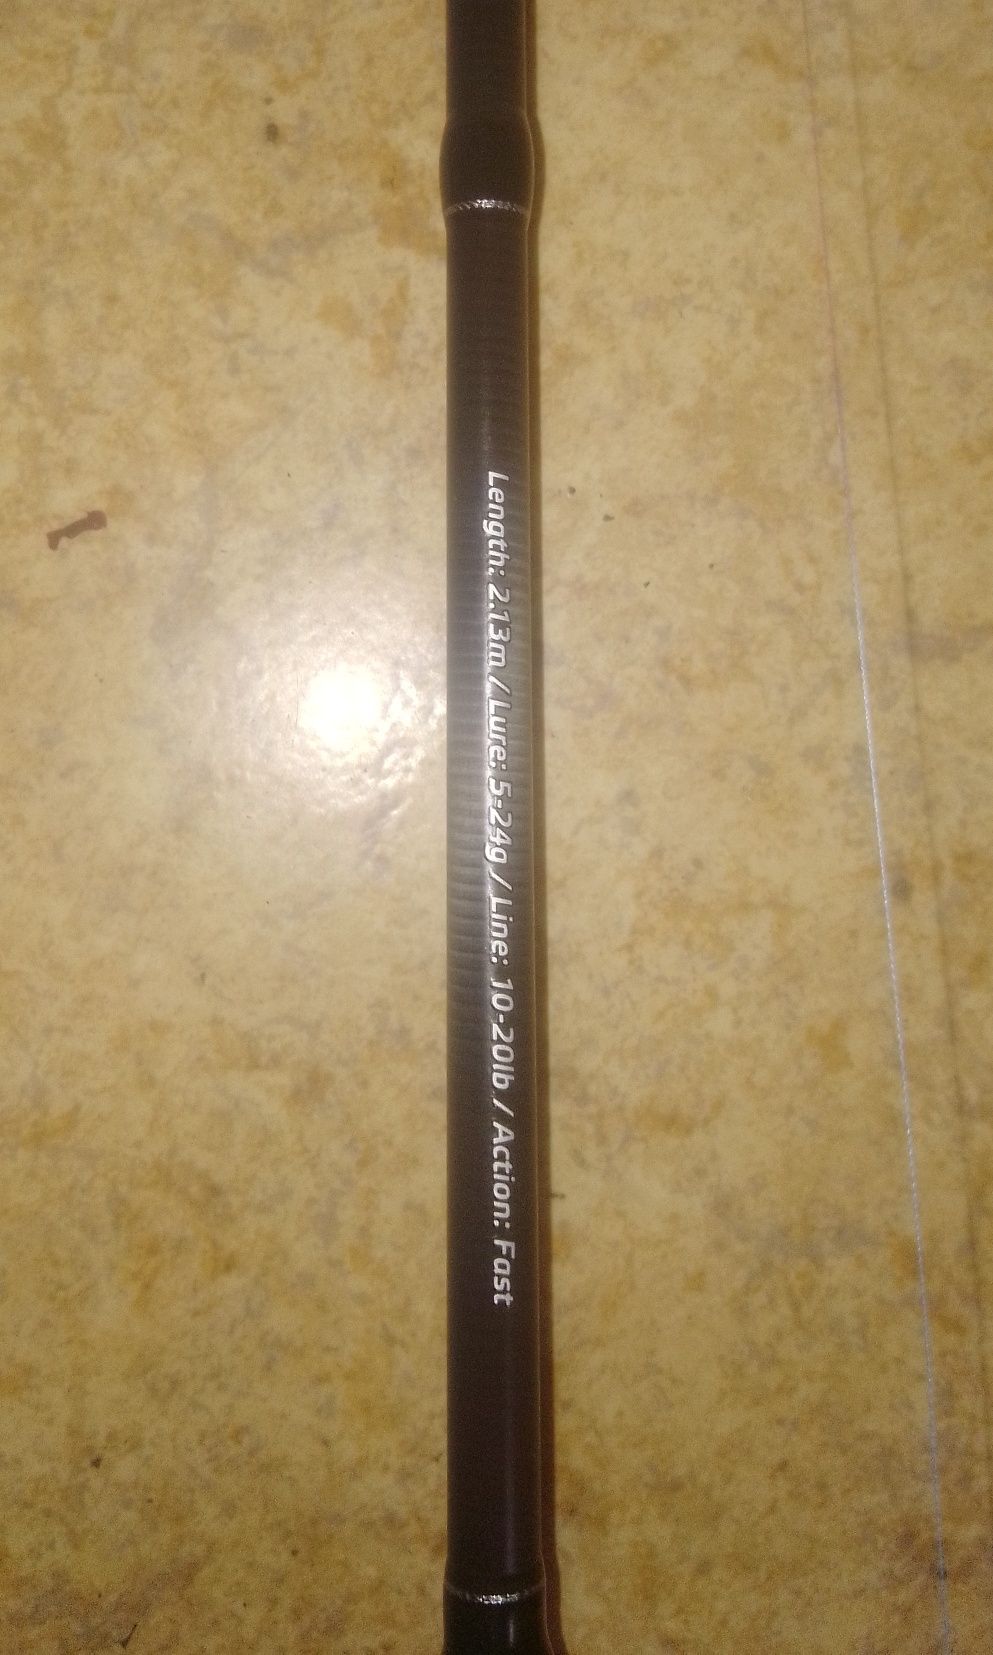 Length: 2.13m / Lure: 5-24g / Line: 10-20lb / Action: Fast